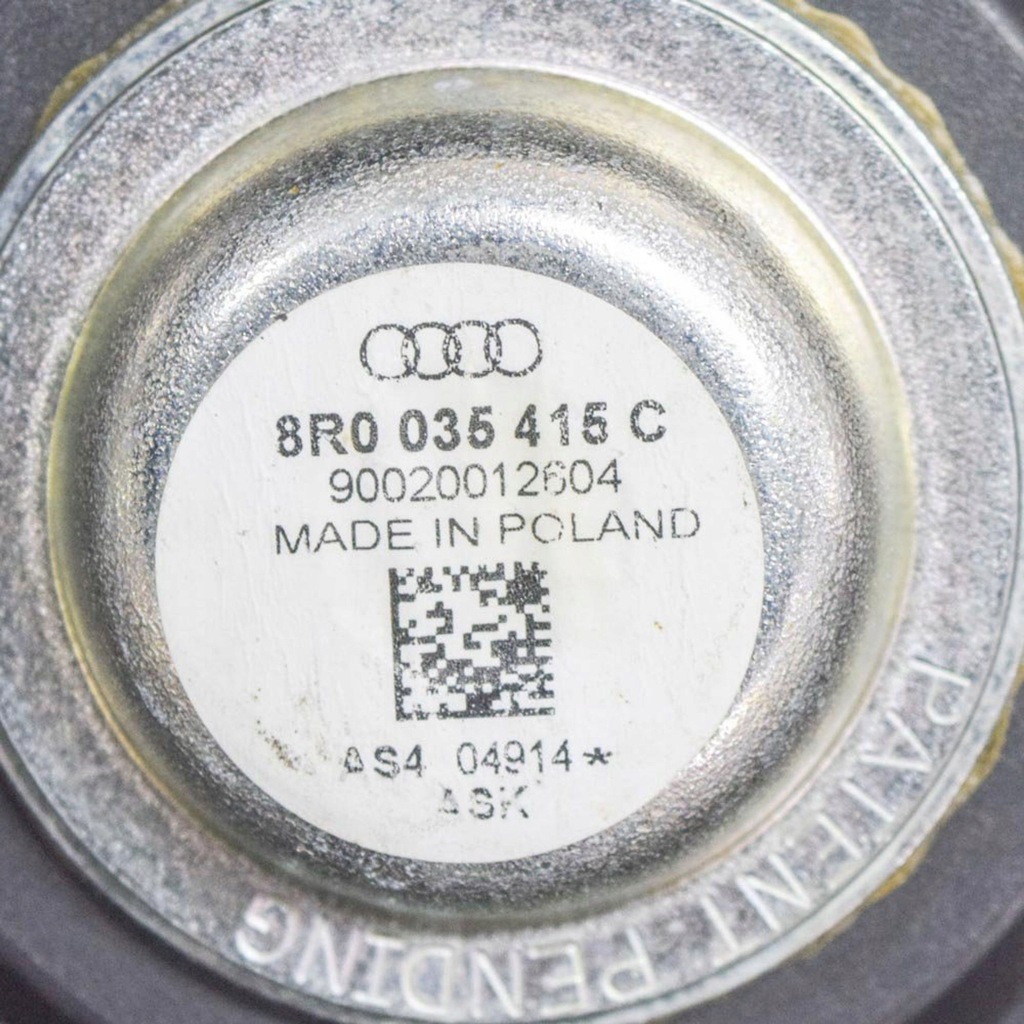 8R0 035 415 C
90020012604
MADE IN POLAND
AS4 04914*
ASK
PATENT PENDING